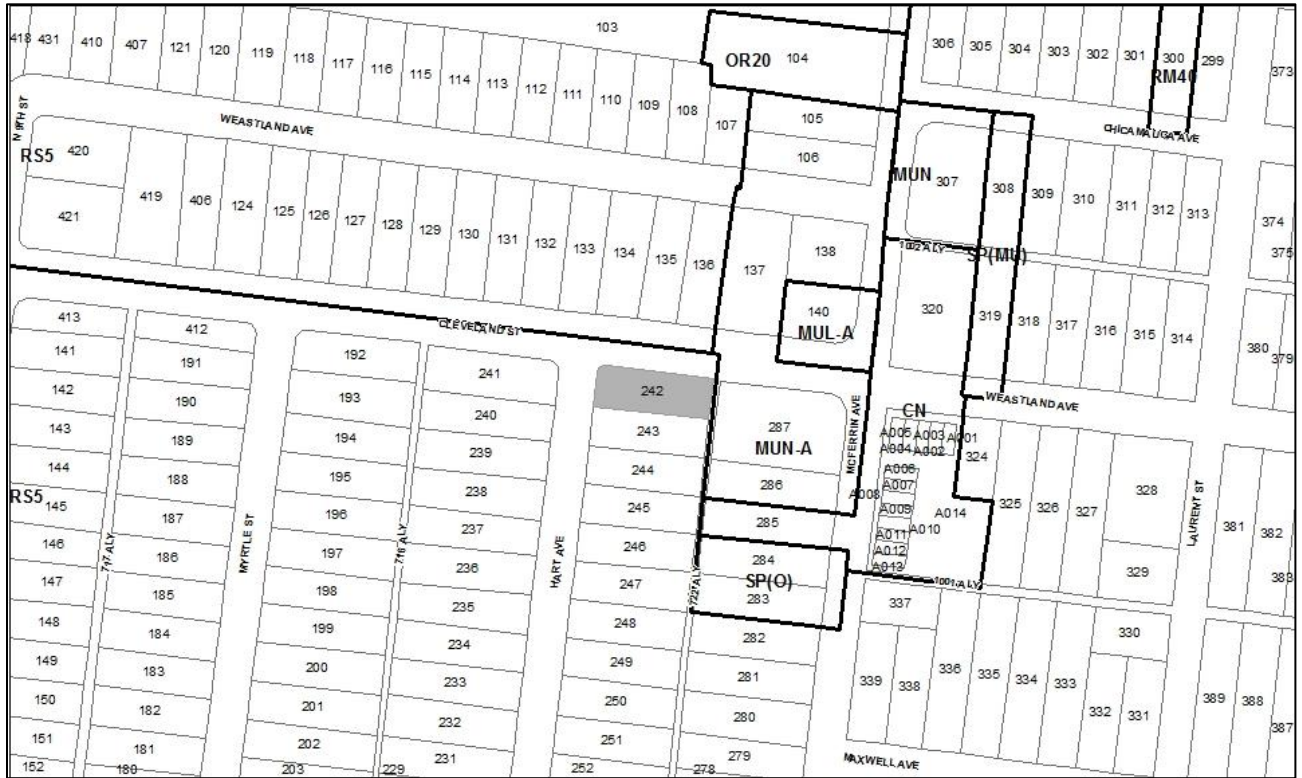 103
418 431 410 407 121 120 119 118 117 116 115 114 113 112 111 110 109 108 107
OR20 104
105
106
306 305 304 303 302 301 300 299 373
RM40
CHICAMAUGA AVE
N 9TH ST
WEASTLAND AVE
RS5
420
421
419 406 124 125 126 127 128 129 130 131 132 133 134 135 136 137 138
140
MUL-A
MUN
307 308 309 310 311 312 313 374
375
1002 ALY SP(MU)
320 319 318 317 316 315 314 380 379
WEASTLAND AVE
CLEVELAND ST
413 412 192 241 242
141 191 193 240 243
142 190 194 239 244
143 189 195 238 245
144 188 196 237 246
RS5
145 187 197 236 247
146 186 198 235 248
147 185 199 234 249
148 184 200 233 250
149 183 201 232 251
150 182 202 231 252
151 181 203 229
152 180
717 ALY
MYRTLE ST
718 ALY
HART AVE
722 ALY
287
MUN-A
286
285
284
SP(O)
283
282
281
280
279
278
MCFERRIN AVE
CN
A005 A003 A001
A004 A002
A006
A007
A008
A009
A010
A011
A012
A013
A014
324 325 326 327 328
329
LAURENT ST
381 382 383
1001 ALY
337
339 338 336 335 334 333 332 331
330
389 388 387
MAXWELL AVE